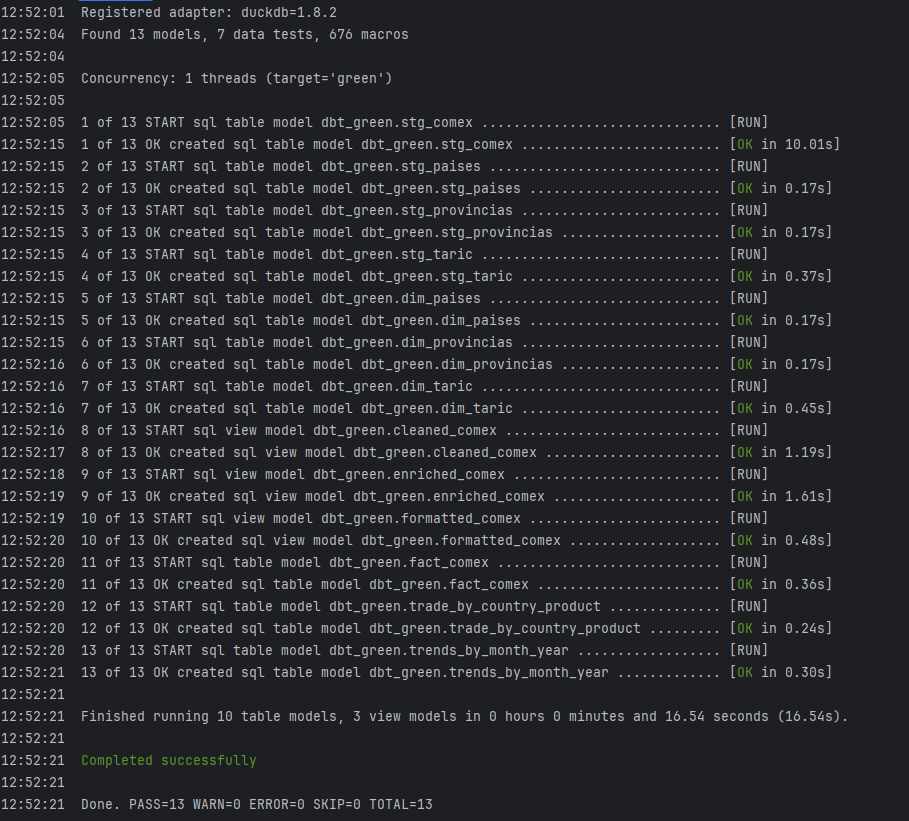 12:52:01  Registered adapter: duckdb=1.8.2
12:52:04  Found 13 models, 7 data tests, 676 macros
12:52:04
12:52:05  Concurrency: 1 threads (target='green')
12:52:05
12:52:05  1 of 13 START sql table model dbt_green.stg_comex .............................. [RUN]
12:52:15  1 of 13 OK created sql table model dbt_green.stg_comex ......................... [OK in 10.01s]
12:52:15  2 of 13 START sql table model dbt_green.stg_paises ............................. [RUN]
12:52:15  2 of 13 OK created sql table model dbt_green.stg_paises ........................ [OK in 0.17s]
12:52:15  3 of 13 START sql table model dbt_green.stg_provincias ......................... [RUN]
12:52:15  3 of 13 OK created sql table model dbt_green.stg_provincias .................... [OK in 0.17s]
12:52:15  4 of 13 START sql table model dbt_green.stg_taric .............................. [RUN]
12:52:15  4 of 13 OK created sql table model dbt_green.stg_taric ......................... [OK in 0.37s]
12:52:15  5 of 13 START sql table model dbt_green.dim_paises ............................. [RUN]
12:52:15  5 of 13 OK created sql table model dbt_green.dim_paises ........................ [OK in 0.17s]
12:52:15  6 of 13 START sql table model dbt_green.dim_provincias ......................... [RUN]
12:52:16  6 of 13 OK created sql table model dbt_green.dim_provincias .................... [OK in 0.17s]
12:52:16  7 of 13 START sql table model dbt_green.dim_taric .............................. [RUN]
12:52:16  7 of 13 OK created sql table model dbt_green.dim_taric ......................... [OK in 0.45s]
12:52:16  8 of 13 START sql view model dbt_green.cleaned_comex ........................... [RUN]
12:52:17  8 of 13 OK created sql view model dbt_green.cleaned_comex ...................... [OK in 1.19s]
12:52:18  9 of 13 START sql view model dbt_green.enriched_comex .......................... [RUN]
12:52:19  9 of 13 OK created sql view model dbt_green.enriched_comex ..................... [OK in 1.61s]
12:52:19  10 of 13 START sql view model dbt_green.formatted_comex ........................ [RUN]
12:52:20  10 of 13 OK created sql view model dbt_green.formatted_comex ................... [OK in 0.48s]
12:52:20  11 of 13 START sql table model dbt_green.fact_comex ............................ [RUN]
12:52:20  11 of 13 OK created sql table model dbt_green.fact_comex ....................... [OK in 0.36s]
12:52:20  12 of 13 START sql table model dbt_green.trade_by_country_product .............. [RUN]
12:52:20  12 of 13 OK created sql table model dbt_green.trade_by_country_product ......... [OK in 0.24s]
12:52:20  13 of 13 START sql table model dbt_green.trends_by_month_year .................. [RUN]
12:52:21  13 of 13 OK created sql table model dbt_green.trends_by_month_year ............. [OK in 0.30s]
12:52:21
12:52:21  Finished running 10 table models, 3 view models in 0 hours 0 minutes and 16.54 seconds (16.54s).
12:52:21
12:52:21  Completed successfully
12:52:21
12:52:21  Done. PASS=13 WARN=0 ERROR=0 SKIP=0 TOTAL=13